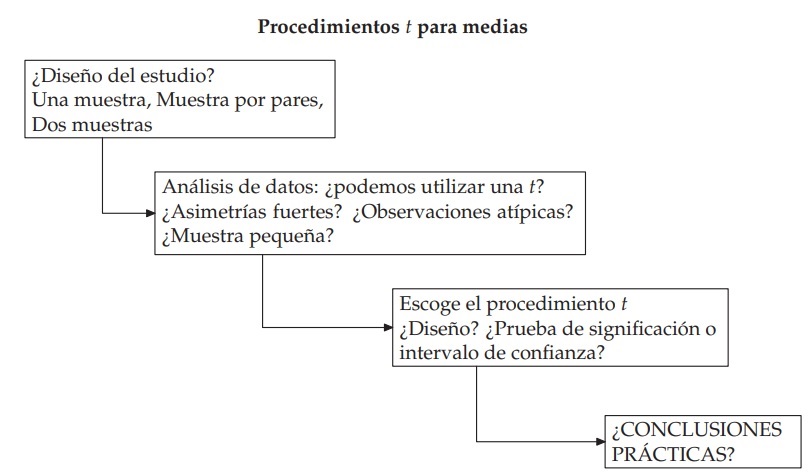 Procedimientos t para medias
¿Diseño del estudio?
Una muestra, Muestra por pares,
Dos muestras
Análisis de datos: ¿podemos utilizar una t?
¿Asimetrías fuertes? ¿Observaciones atípicas?
¿Muestra pequeña?
Escoge el procedimiento t
¿Diseño? ¿Prueba de significación o
intervalo de confianza?
¿CONCLUSIONES
PRÁCTICAS?